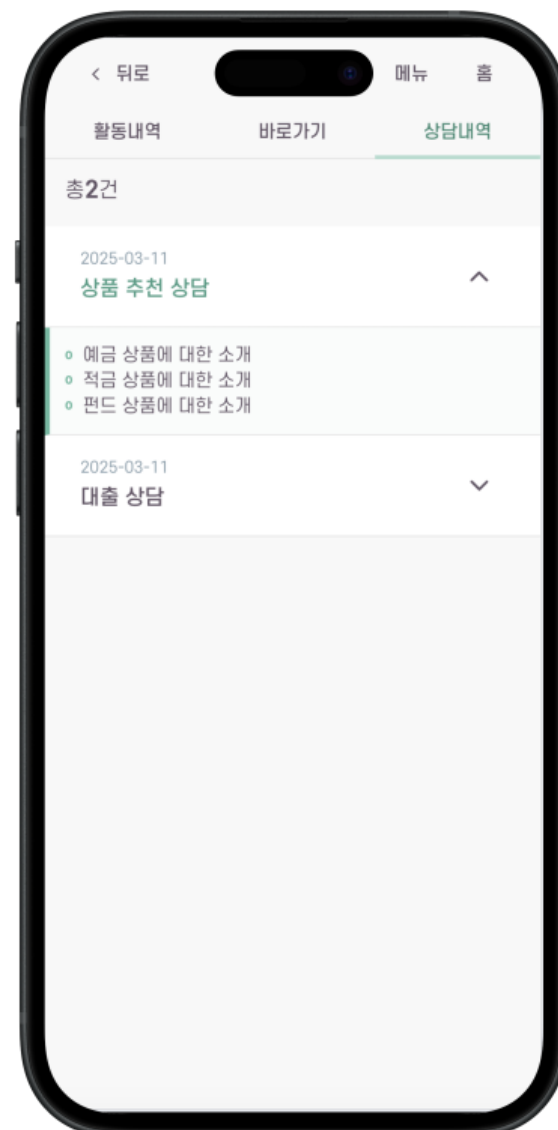 뒤로
메뉴
홈
활동내역
바로가기
상담내역
총2건
2025-03-11
상품 추천 상담
예금 상품에 대한 소개
적금 상품에 대한 소개
펀드 상품에 대한 소개
2025-03-11
대출 상담